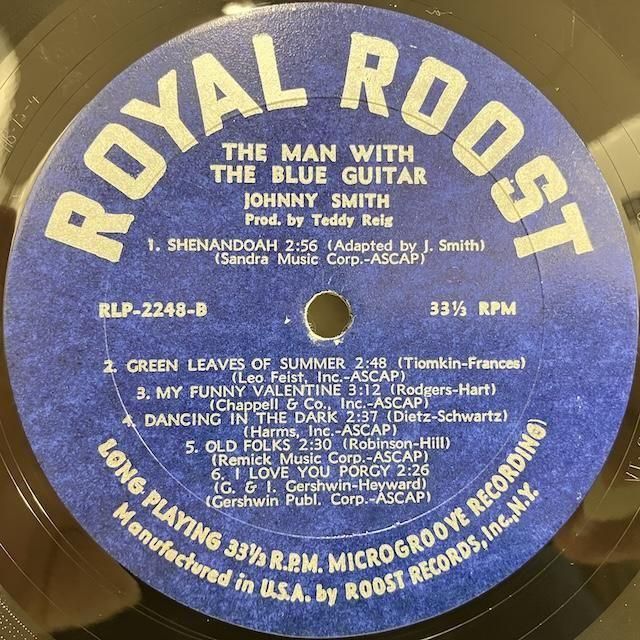 ROYAL ROOST
THE MAN WITH
THE BLUE GUITAR
JOHNNY SMITH
Prod. by Teddy Reig
1. SHENANDOAH 2:56 (Adapted by J. Smith)
(Sandra Music Corp.-ASCAP)
RLP-2248-B 33⅓ RPM
2. GREEN LEAVES OF SUMMER 2:48 (Tiomkin-Frances)
(Leo Feist, Inc.-ASCAP)
3. MY FUNNY VALENTINE 3:12 (Rodgers-Hart)
(Chappell & Co., Inc.-ASCAP)
4. DANCING IN THE DARK 2:37 (Dietz-Schwartz)
(Harms, Inc.-ASCAP)
5. OLD FOLKS 2:30 (Robinson-Hill)
(Remick Music Corp.-ASCAP)
6. I LOVE YOU PORGY 2:26
(G. & I. Gershwin-Heyward)
(Gershwin Publ. Corp.-ASCAP)
LONG PLAYING 33⅓ R.P.M. MICROGROOVE RECORDING)
Manufactured in U.S.A. by ROOST RECORDS, Inc., N.Y.